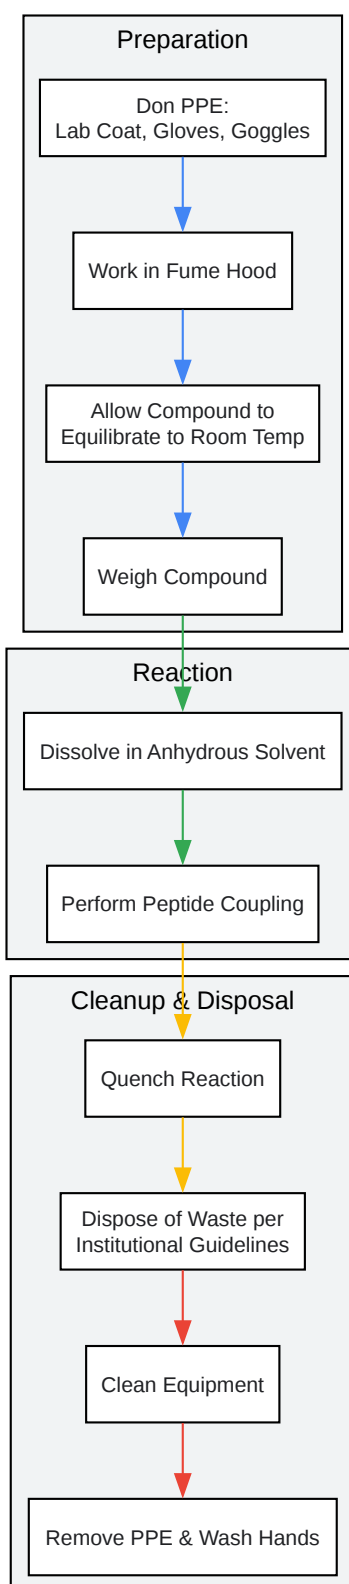 Preparation
Don PPE:
Lab Coat, Gloves, Goggles
Work in Fume Hood
Allow Compound to
Equilibrate to Room Temp
Weigh Compound
Reaction
Dissolve in Anhydrous Solvent
Perform Peptide Coupling
Cleanup & Disposal
Quench Reaction
Dispose of Waste per
Institutional Guidelines
Clean Equipment
Remove PPE & Wash Hands